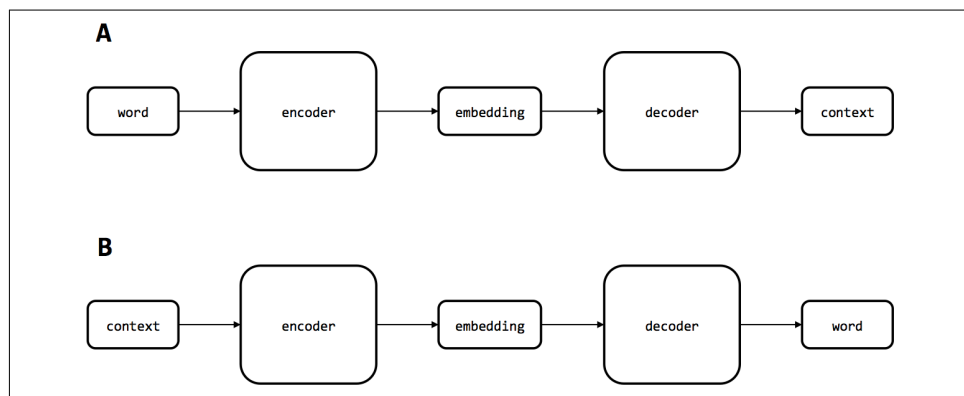 A
word encoder embedding decoder context
B
context encoder embedding decoder word